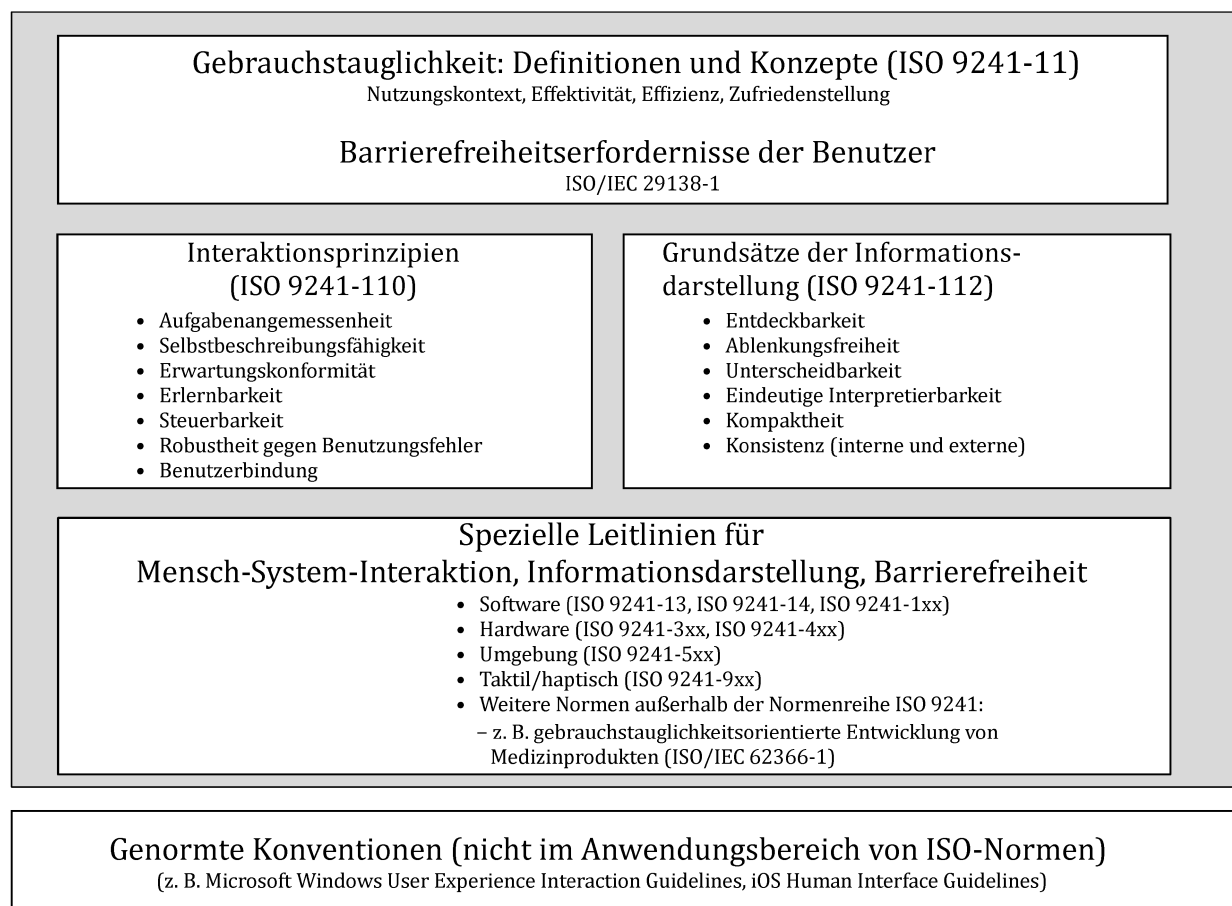 Gebrauchstauglichkeit: Definitionen und Konzepte (ISO 9241-11)
Nutzungskontext, Effektivität, Effizienz, Zufriedenstellung
Barrierefreiheitserfordernisse der Benutzer
ISO/IEC 29138-1
Interaktionsprinzipien
(ISO 9241-110)
• Aufgabenangemessenheit
• Selbstbeschreibungsfähigkeit
• Erwartungskonformität
• Erlernbarkeit
• Steuerbarkeit
• Robustheit gegen Benutzungsfehler
• Benutzerbindung
Grundsätze der Informations-
darstellung (ISO 9241-112)
• Entdeckbarkeit
• Ablenkungsfreiheit
• Unterscheidbarkeit
• Eindeutige Interpretierbarkeit
• Kompaktheit
• Konsistenz (interne und externe)
Spezielle Leitlinien für
Mensch-System-Interaktion, Informationsdarstellung, Barrierefreiheit
• Software (ISO 9241-13, ISO 9241-14, ISO 9241-1xx)
• Hardware (ISO 9241-3xx, ISO 9241-4xx)
• Umgebung (ISO 9241-5xx)
• Taktil/haptisch (ISO 9241-9xx)
• Weitere Normen außerhalb der Normenreihe ISO 9241:
– z. B. gebrauchstauglichkeitsorientierte Entwicklung von
Medizinprodukten (ISO/IEC 62366-1)
Genormte Konventionen (nicht im Anwendungsbereich von ISO-Normen)
(z. B. Microsoft Windows User Experience Interaction Guidelines, iOS Human Interface Guidelines)